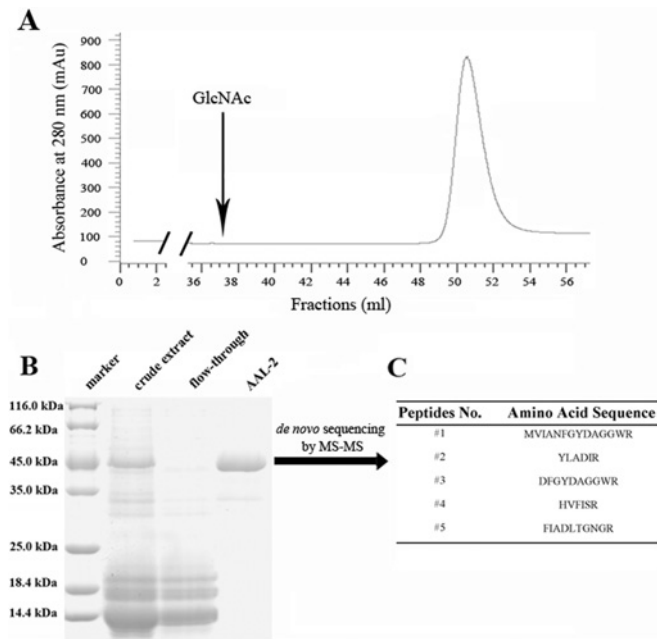 A
Absorbance at 280 nm (mAu)
900
800
700
600
500
400
300
200
100
0
GlcNAc
0 2 36 38 40 42 44 46 48 50 52 54 56
Fractions (ml)
B
marker
crude extract
flow-through
AAL-2
116.0 kDa
66.2 kDa
45.0 kDa
35.0 kDa
25.0 kDa
18.4 kDa
14.4 kDa
de novo sequencing
by MS-MS
C
Peptides No. Amino Acid Sequence
#1 MVIANFGYDAGGWR
#2 YLADIR
#3 DFGYDAGGWR
#4 HVFISR
#5 FIADLTGNGR